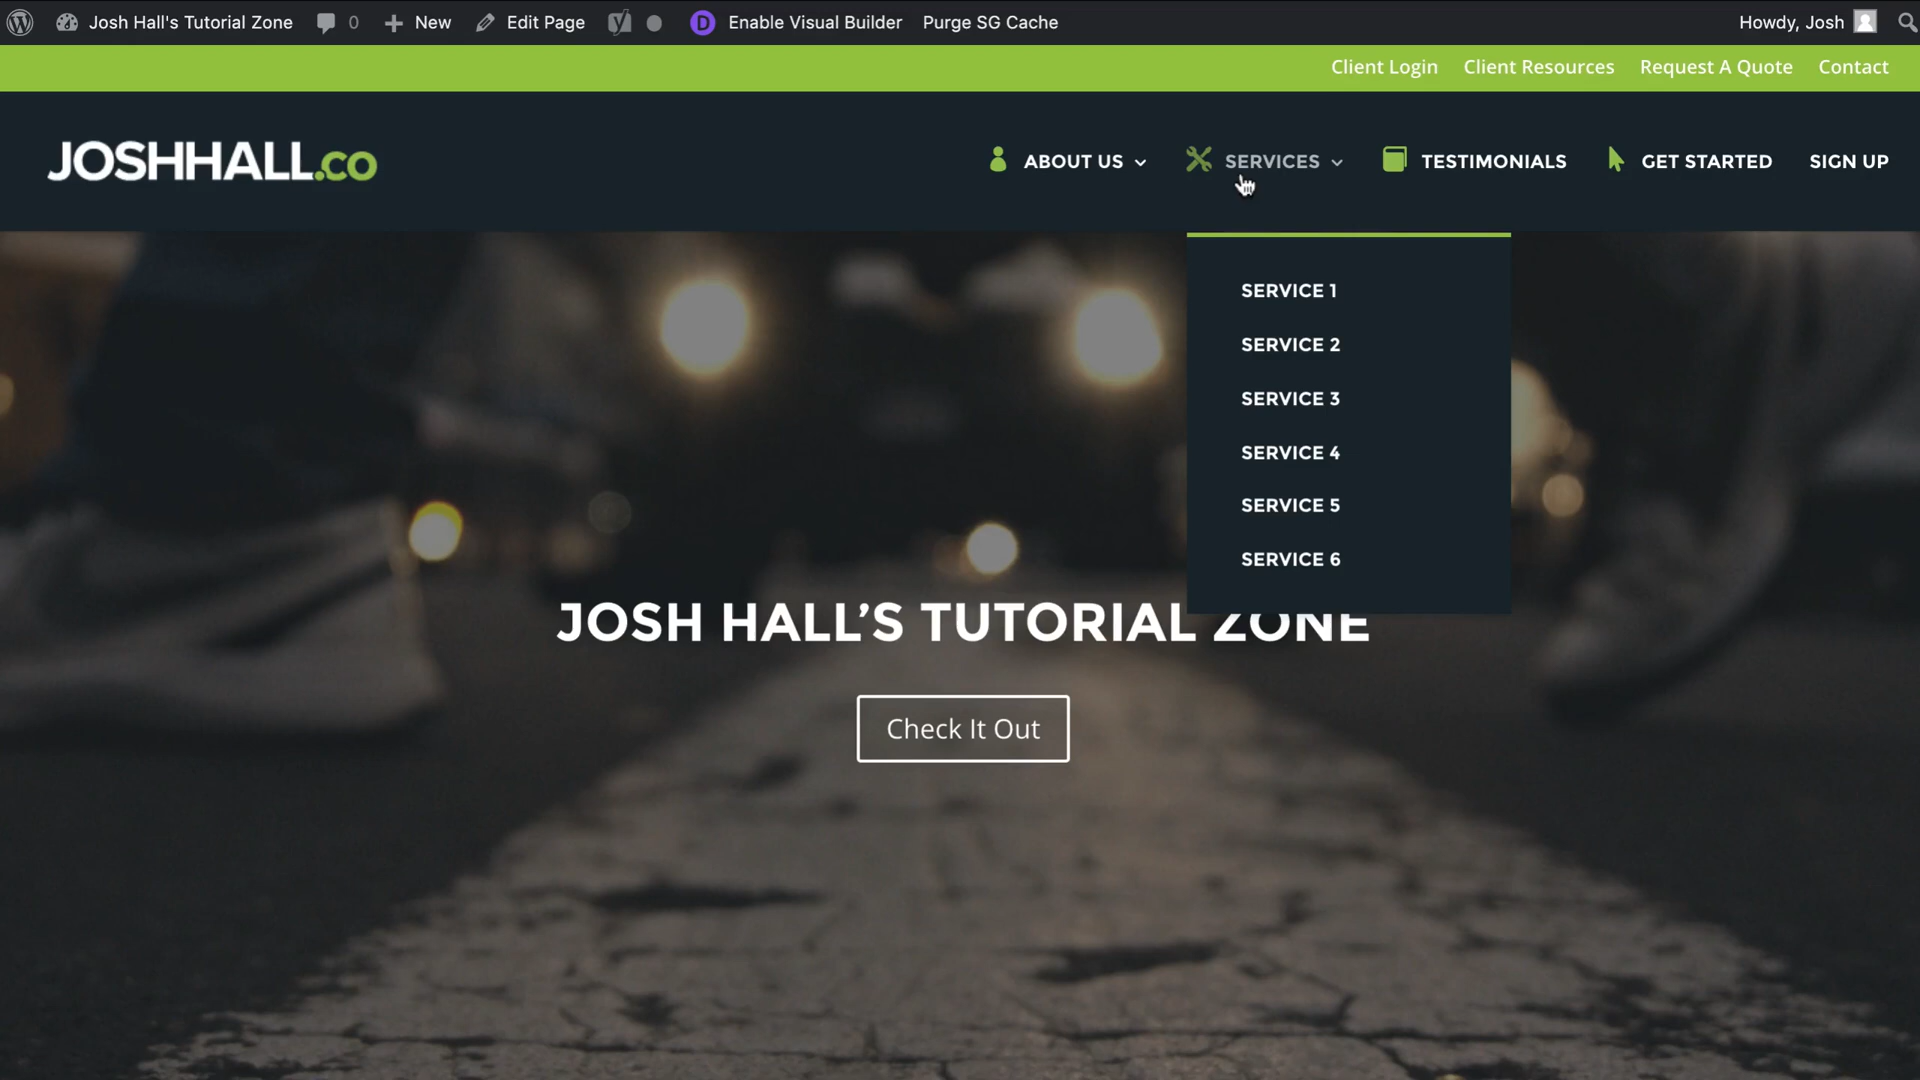 Josh Hall's Tutorial Zone 0 New Edit Page Enable Visual Builder Purge SG Cache Howdy, Josh
Client Login Client Resources Request A Quote Contact
JOSHHALL.co ABOUT US SERVICES TESTIMONIALS GET STARTED SIGN UP
SERVICE 1
SERVICE 2
SERVICE 3
SERVICE 4
SERVICE 5
SERVICE 6
JOSH HALL’S TUTORIAL ZONE
Check It Out